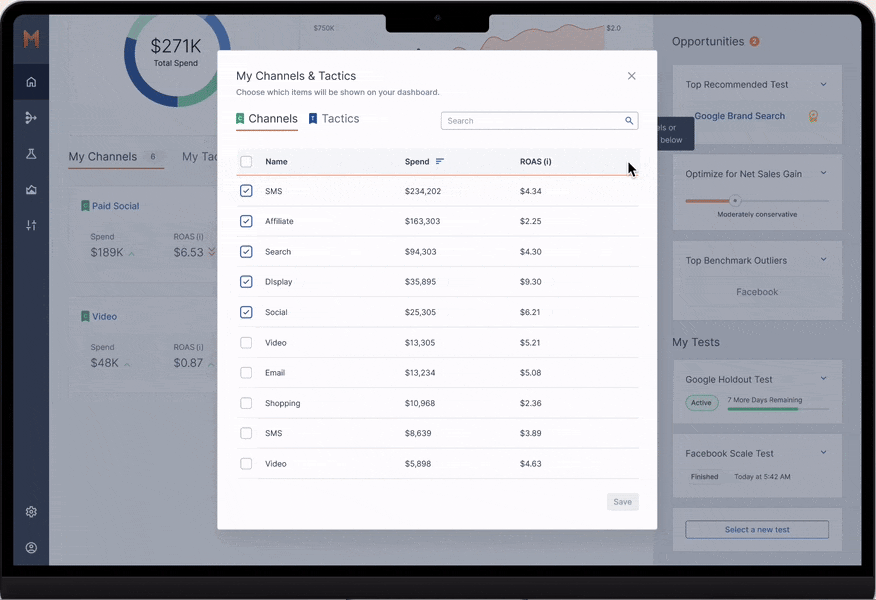 $271K
Total Spend
$750K
$2.0
My Channels 8
My Tac
Paid Social
Spend
ROAS (i)
$189K
$6.53
Video
Spend
ROAS (i)
$48K
$0.87
My Channels & Tactics
Choose which items will be shown on your dashboard.
C Channels
T Tactics
Search
Name Spend ROAS (i)
SMS $234,202 $4.34
Affiliate $163,303 $2.25
Search $94,303 $4.30
DIsplay $35,895 $9.30
Social $25,305 $6.21
Video $13,305 $5.21
Email $13,234 $5.08
Shopping $10,968 $2.36
SMS $8,639 $3.89
Video $5,898 $4.63
Save
els or
below
Opportunities 2
Top Recommended Test
Google Brand Search
Optimize for Net Sales Gain
Moderately conservative
Top Benchmark Outliers
Facebook
My Tests
Google Holdout Test
Active
7 More Days Remaining
Facebook Scale Test
Finished
Today at 5:42 AM
Select a new test